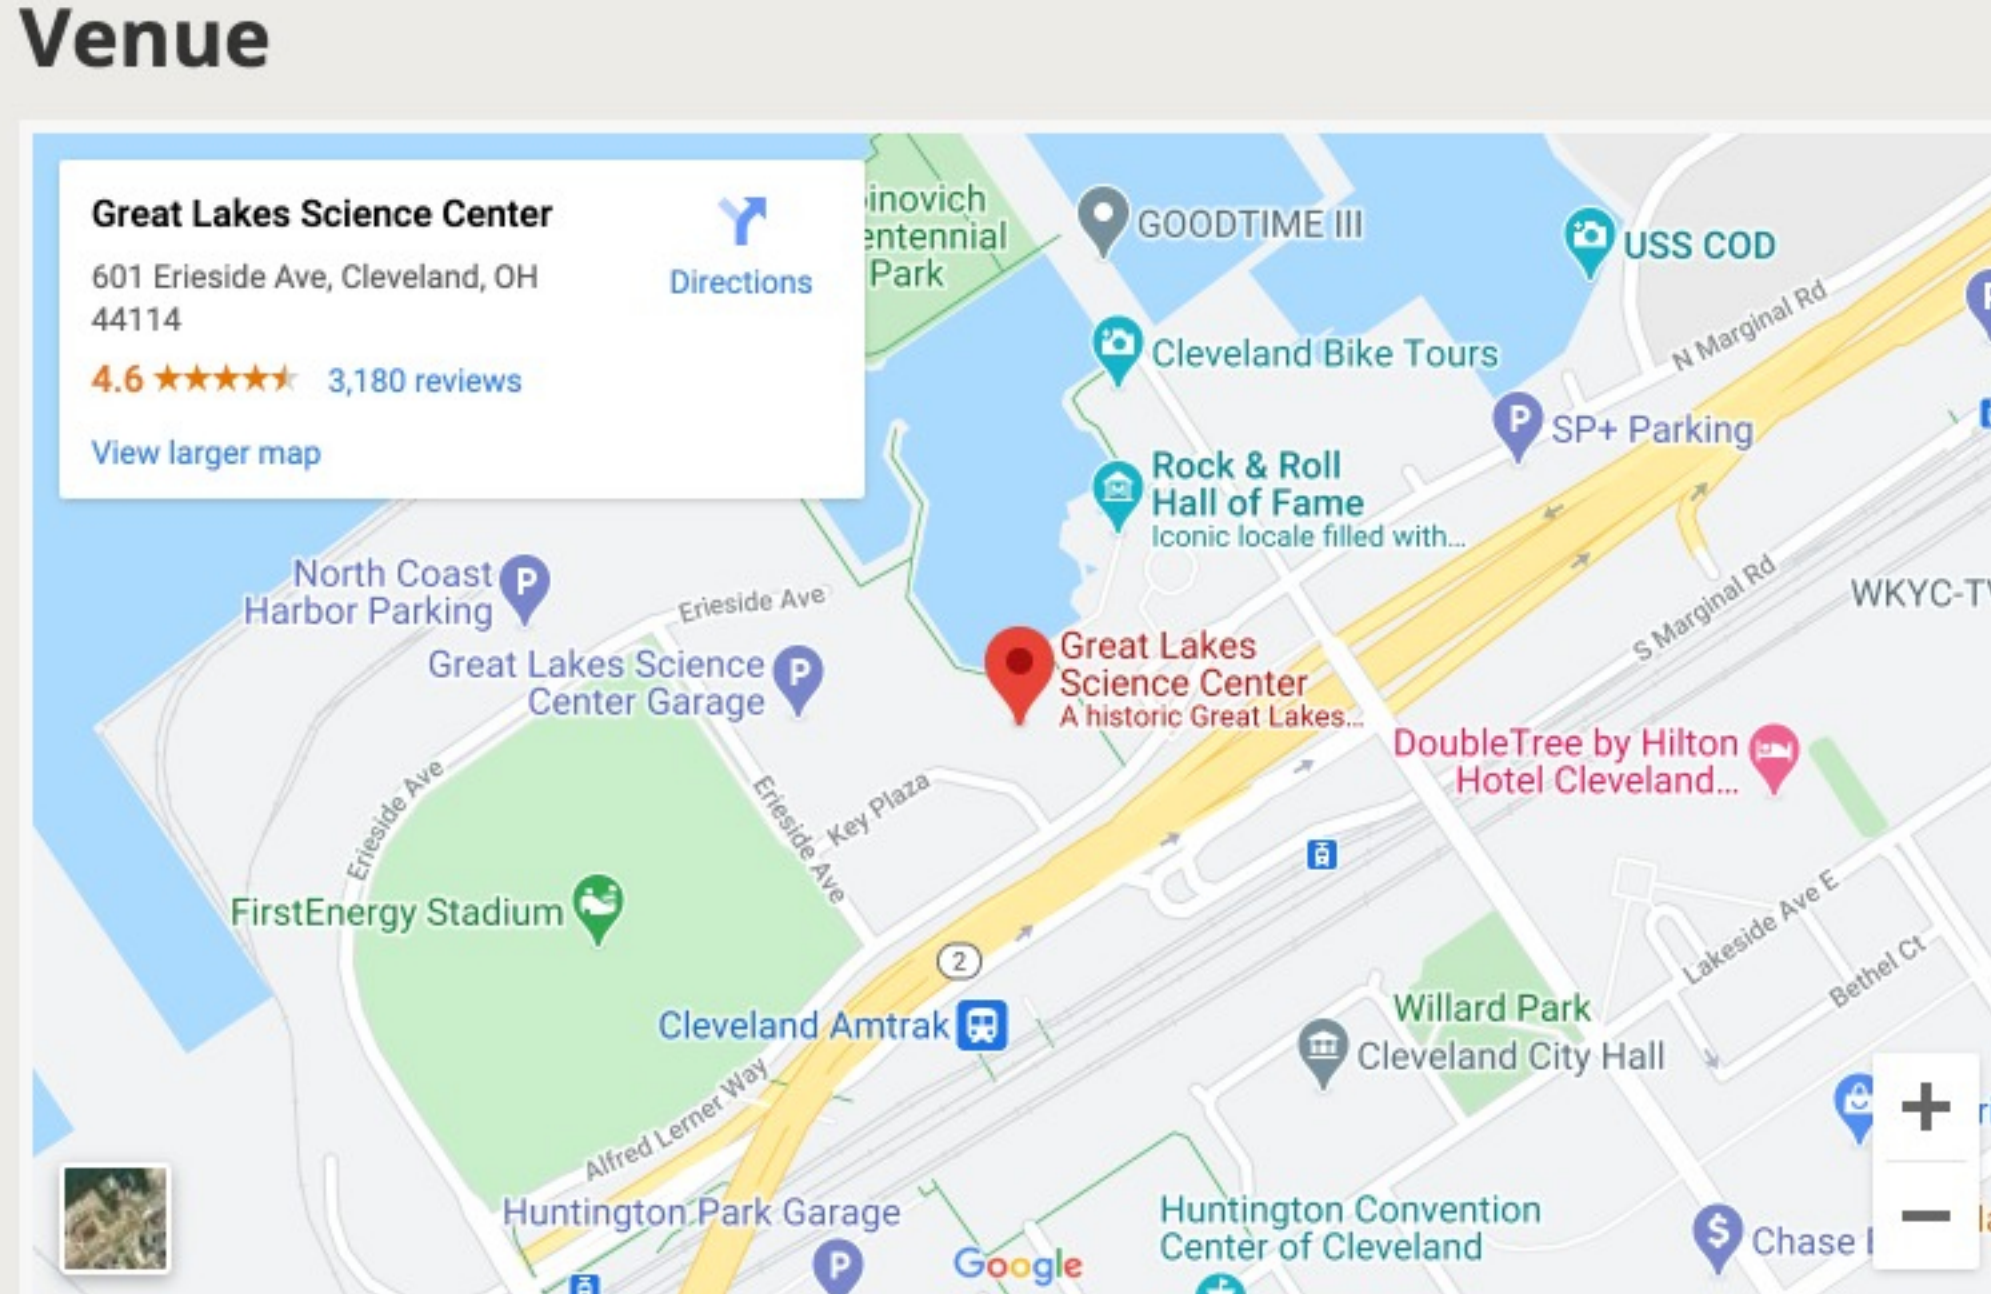 Venue
Great Lakes Science Center
601 Erieside Ave, Cleveland, OH
44114
4.6
3,180 reviews
View larger map
Directions
Park
GOODTIME III
USS COD
N Marginal Rd
Cleveland Bike Tours
P
SP+ Parking
Rock & Roll
Hall of Fame
Iconic locale filled with...
North Coast
Harbor Parking
P
Erieside Ave
Great Lakes Science
Center Garage
P
Great Lakes
Science Center
A historic Great Lakes...
S Marginal Rd
DoubleTree by Hilton
Hotel Cleveland...
Erieside Ave
Erieside Ave
Key Plaza
FirstEnergy Stadium
2
Cleveland Amtrak
Lakeside Ave E
Bethel Ct
Willard Park
Cleveland City Hall
Alfred Lerner Way
Huntington Park Garage
P
Google
Huntington Convention
Center of Cleveland
$
Chase
+
−